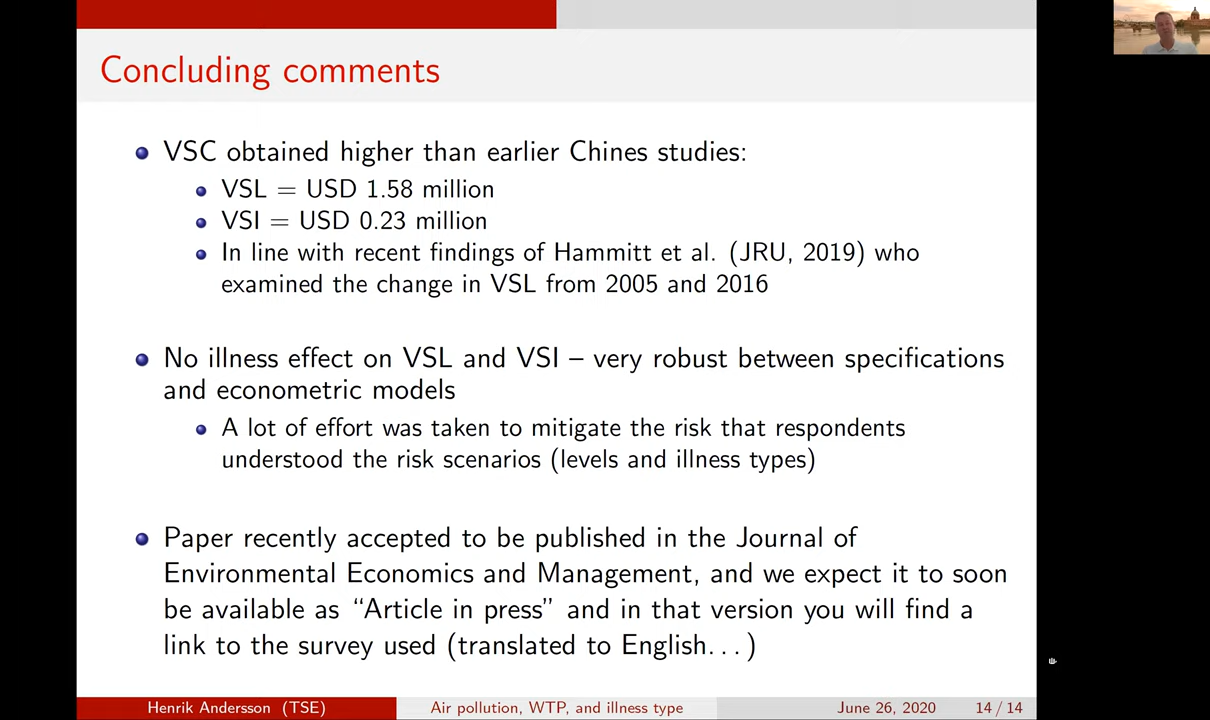 Concluding comments
VSC obtained higher than earlier Chines studies:
VSL = USD 1.58 million
VSI = USD 0.23 million
In line with recent findings of Hammitt et al. (JRU, 2019) who
examined the change in VSL from 2005 and 2016
No illness effect on VSL and VSI – very robust between specifications
and econometric models
A lot of effort was taken to mitigate the risk that respondents
understood the risk scenarios (levels and illness types)
Paper recently accepted to be published in the Journal of
Environmental Economics and Management, and we expect it to soon
be available as “Article in press” and in that version you will find a
link to the survey used (translated to English. . . )
Henrik Andersson (TSE) Air pollution, WTP, and illness type June 26, 2020 14 / 14